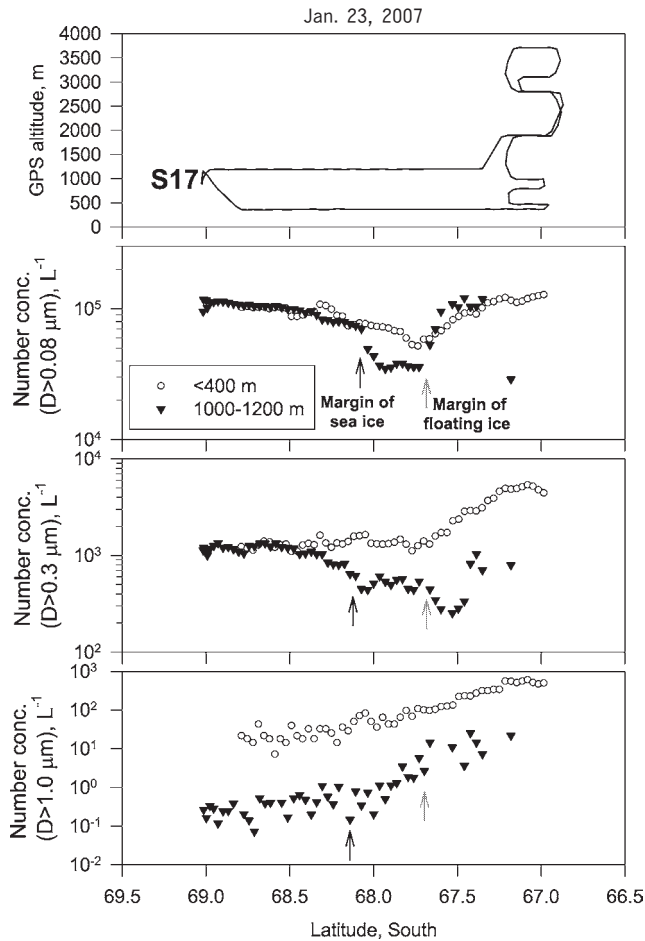 Jan. 23, 2007
GPS altitude, m
4000
3500
3000
2500
2000
1500
1000
500
0
S17
Number conc.
(D>0.08 μm), L⁻¹
10⁵
10⁴
<400 m
1000-1200 m
Margin of
sea ice
Margin of
floating ice
Number conc.
(D>0.3 μm), L⁻¹
10⁴
10³
10²
Number conc.
(D>1.0 μm), L⁻¹
10³
10²
10¹
10⁰
10⁻¹
10⁻²
69.5 69.0 68.5 68.0 67.5 67.0 66.5
Latitude, South